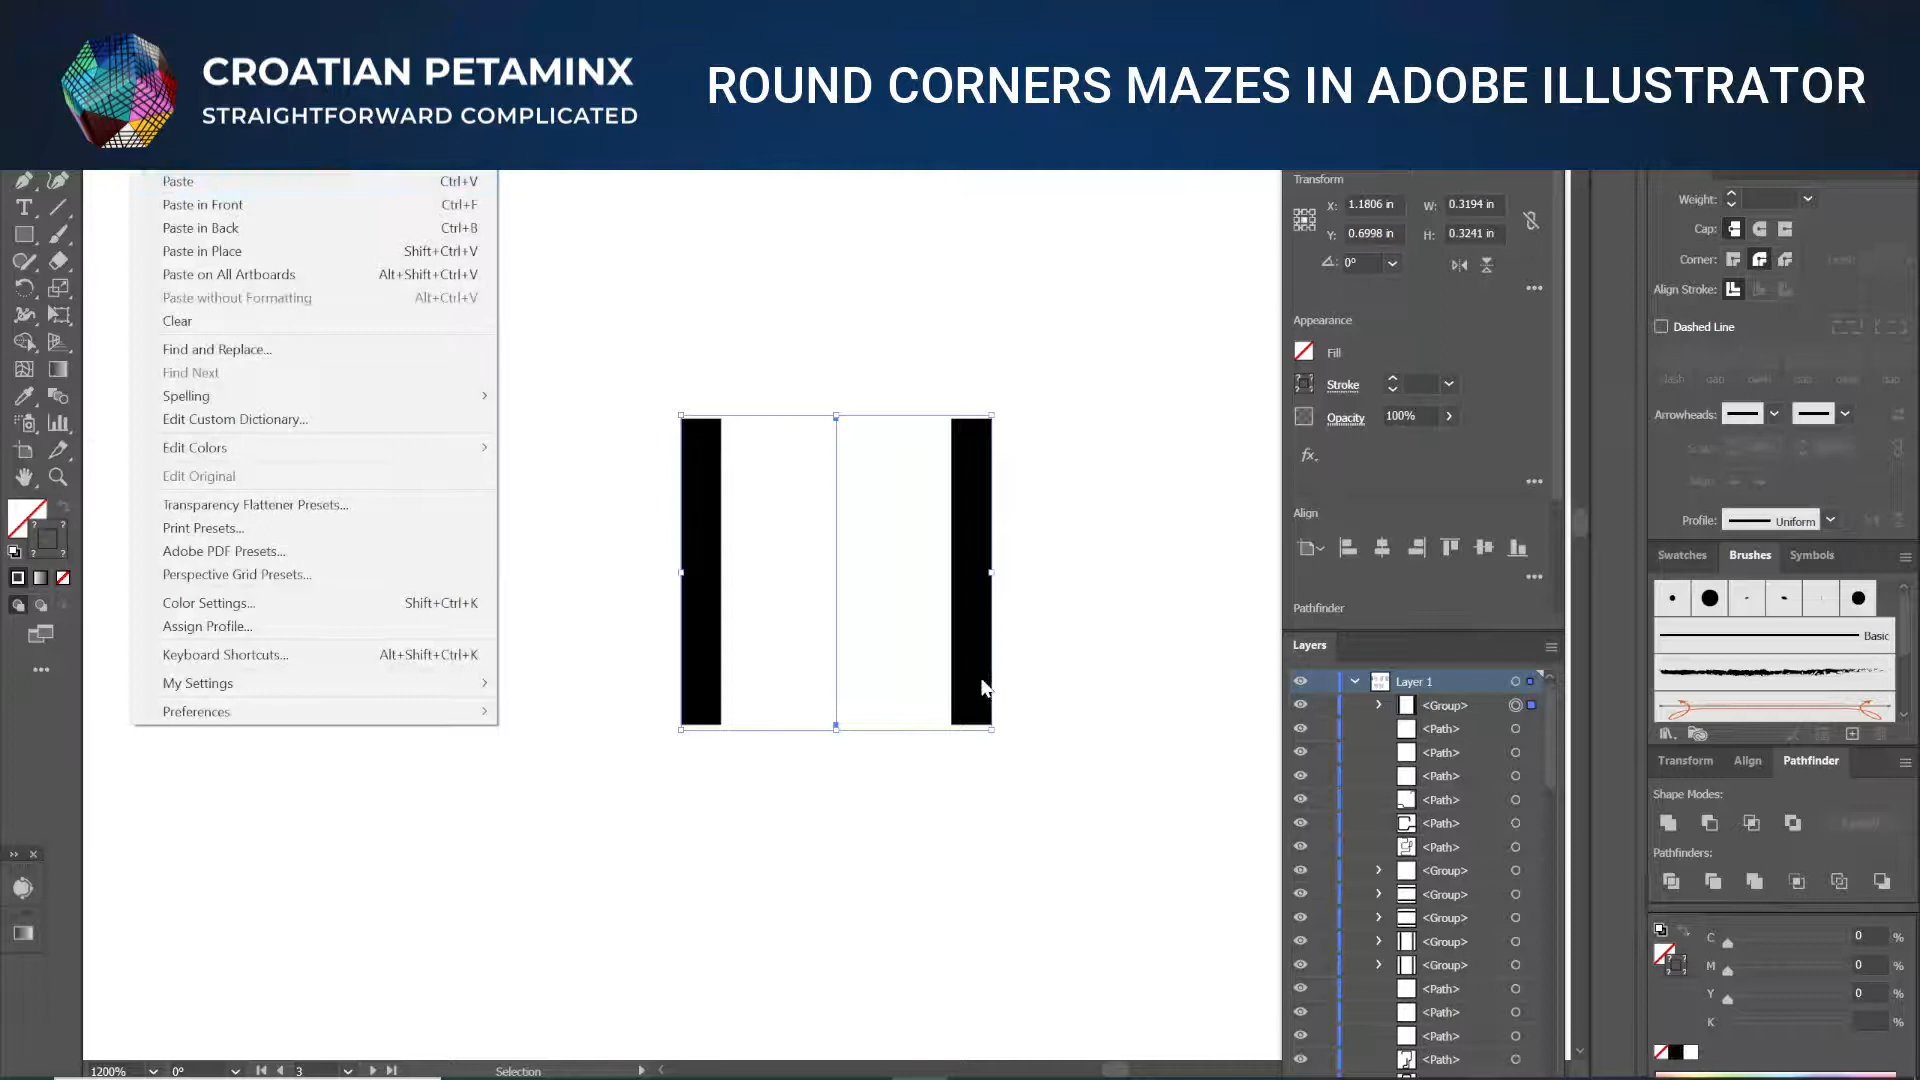 CROATIAN PETAMINX
STRAIGHTFORWARD COMPLICATED
ROUND CORNERS MAZES IN ADOBE ILLUSTRATOR
Paste Ctrl+V
Paste in Front Ctrl+F
Paste in Back Ctrl+B
Paste in Place Shift+Ctrl+V
Paste on All Artboards Alt+Shift+Ctrl+V
Paste without Formatting Alt+Ctrl+V
Clear
Find and Replace...
Find Next
Spelling
Edit Custom Dictionary...
Edit Colors
Edit Original
Transparency Flattener Presets...
Print Presets...
Adobe PDF Presets...
Perspective Grid Presets...
Color Settings... Shift+Ctrl+K
Assign Profile...
Keyboard Shortcuts... Alt+Shift+Ctrl+K
My Settings
Preferences
1200% 0° 3 Selection
Transform
X: 1.1806 in W: 0.3194 in
Y: 0.6998 in H: 0.3241 in
0°
Appearance
Fill
Stroke
Opacity 100%
fx
Align
Pathfinder
Layers
Layer 1
<Group>
<Path>
<Path>
<Path>
<Path>
<Path>
<Path>
<Group>
<Group>
<Group>
<Group>
<Group>
<Path>
<Path>
<Path>
<Path>
Weight:
Cap:
Corner:
Align Stroke:
Dashed Line
dash gap dash gap dash gap
Arrowheads:
Profile: Uniform
Swatches Brushes Symbols
Basic
Transform Align Pathfinder
Shape Modes:
Pathfinders:
C 0 %
M 0 %
Y 0 %
K %